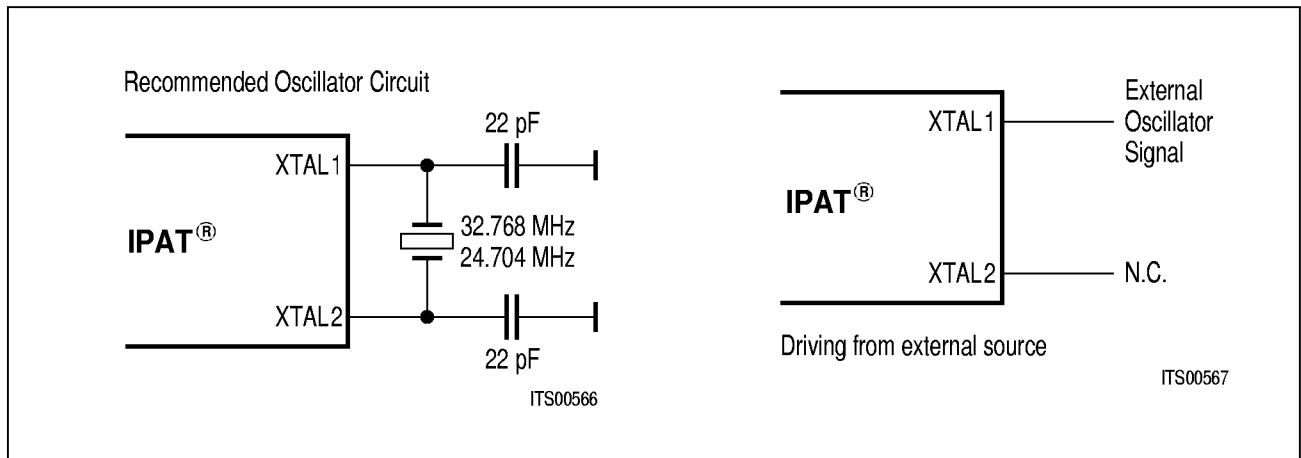 Recommended Oscillator Circuit
22 pF
XTAL1
IPAT®
32.768 MHz
24.704 MHz
XTAL2
22 pF
ITS00566
XTAL1
External
Oscillator
Signal
IPAT®
XTAL2
N.C.
Driving from external source
ITS00567